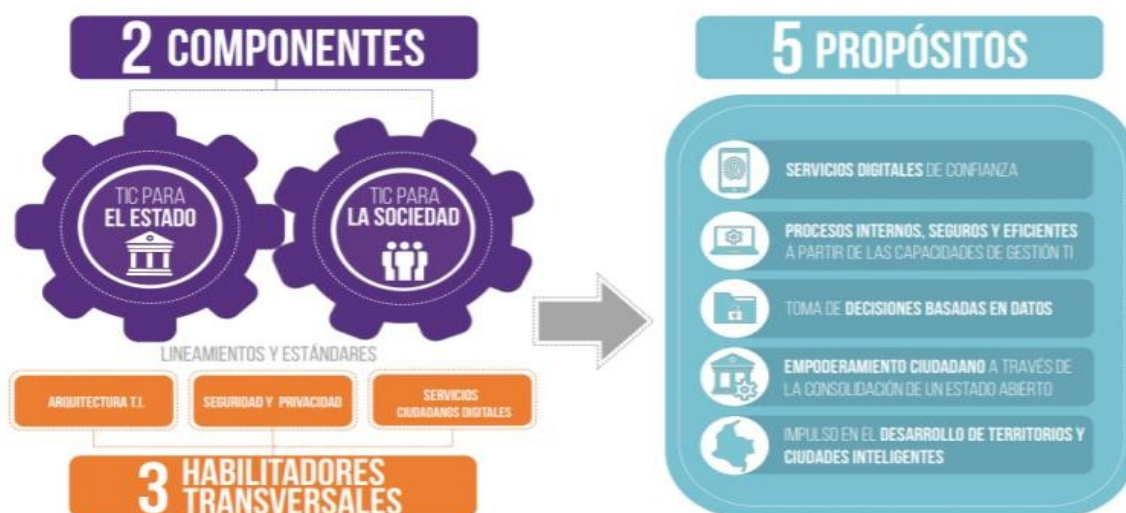 2 COMPONENTES
TIC PARA
EL ESTADO
TIC PARA
LA SOCIEDAD
LINEAMIENTOS Y ESTÁNDARES
ARQUITECTURA T.I.
SEGURIDAD Y PRIVACIDAD
SERVICIOS
CIUDADANOS DIGITALES
3 HABILITADORES
TRANSVERSALES
5 PROPÓSITOS
SERVICIOS DIGITALES DE CONFIANZA
PROCESOS INTERNOS, SEGUROS Y EFICIENTES
A PARTIR DE LAS CAPACIDADES DE GESTIÓN TI
TOMA DE DECISIONES BASADAS EN DATOS
EMPODERAMIENTO CIUDADANO A TRAVÉS DE
LA CONSOLIDACIÓN DE UN ESTADO ABIERTO
IMPULSO EN EL DESARROLLO DE TERRITORIOS Y
CIUDADES INTELIGENTES